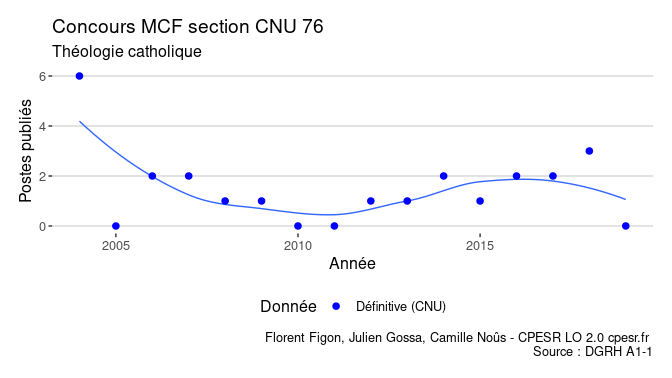 Concours MCF section CNU 76
Théologie catholique
Postes publiés
6
4
2
0
2005 2010 2015
Année
Donnée Définitive (CNU)
Florent Figon, Julien Gossa, Camille Noûs - CPESR LO 2.0 cpesr.fr
Source : DGRH A1-1